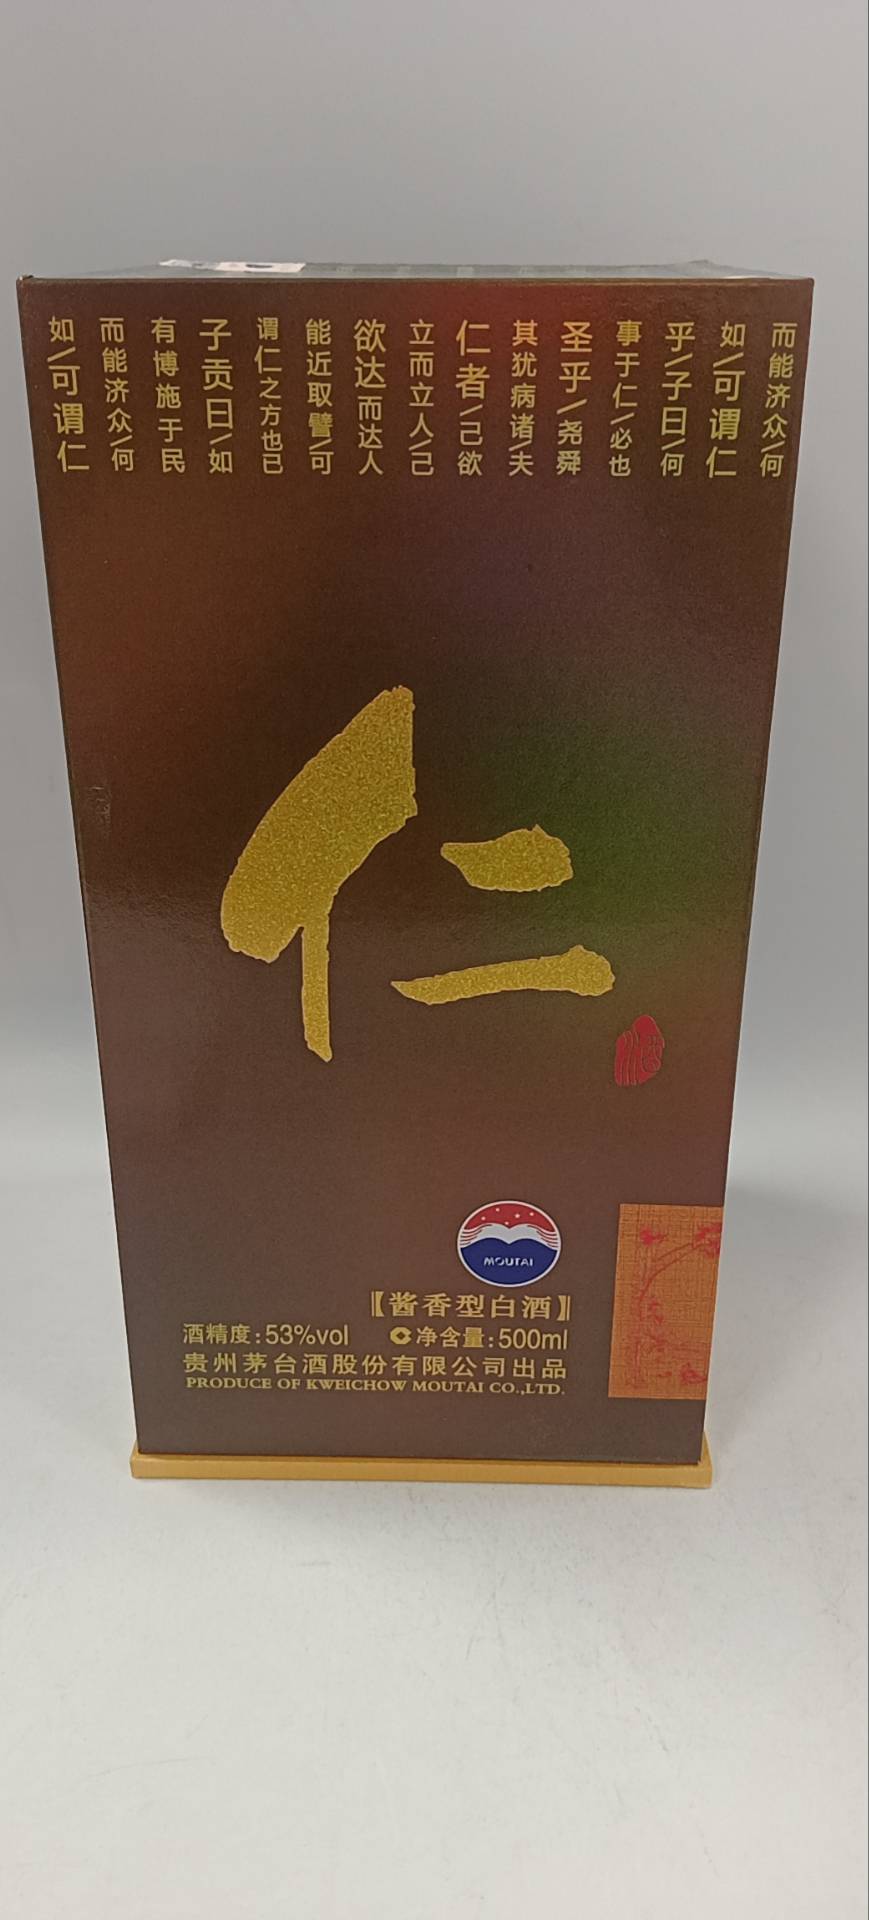 而能济众/何
如/可谓仁
乎/子曰/何
事于仁/必也
圣乎/尧舜
其犹病诸/夫
仁者/己欲
立而立人/己
欲达而达人
能近取譬/可
谓仁之方也已
子贡曰/如
有博施于民
而能济众/何
如/可谓仁
仁
酒
MOUTAI
【酱香型白酒】
酒精度:53%vol 净含量:500ml
贵州茅台酒股份有限公司出品
PRODUCE OF KWEICHOW MOUTAI CO.,LTD.